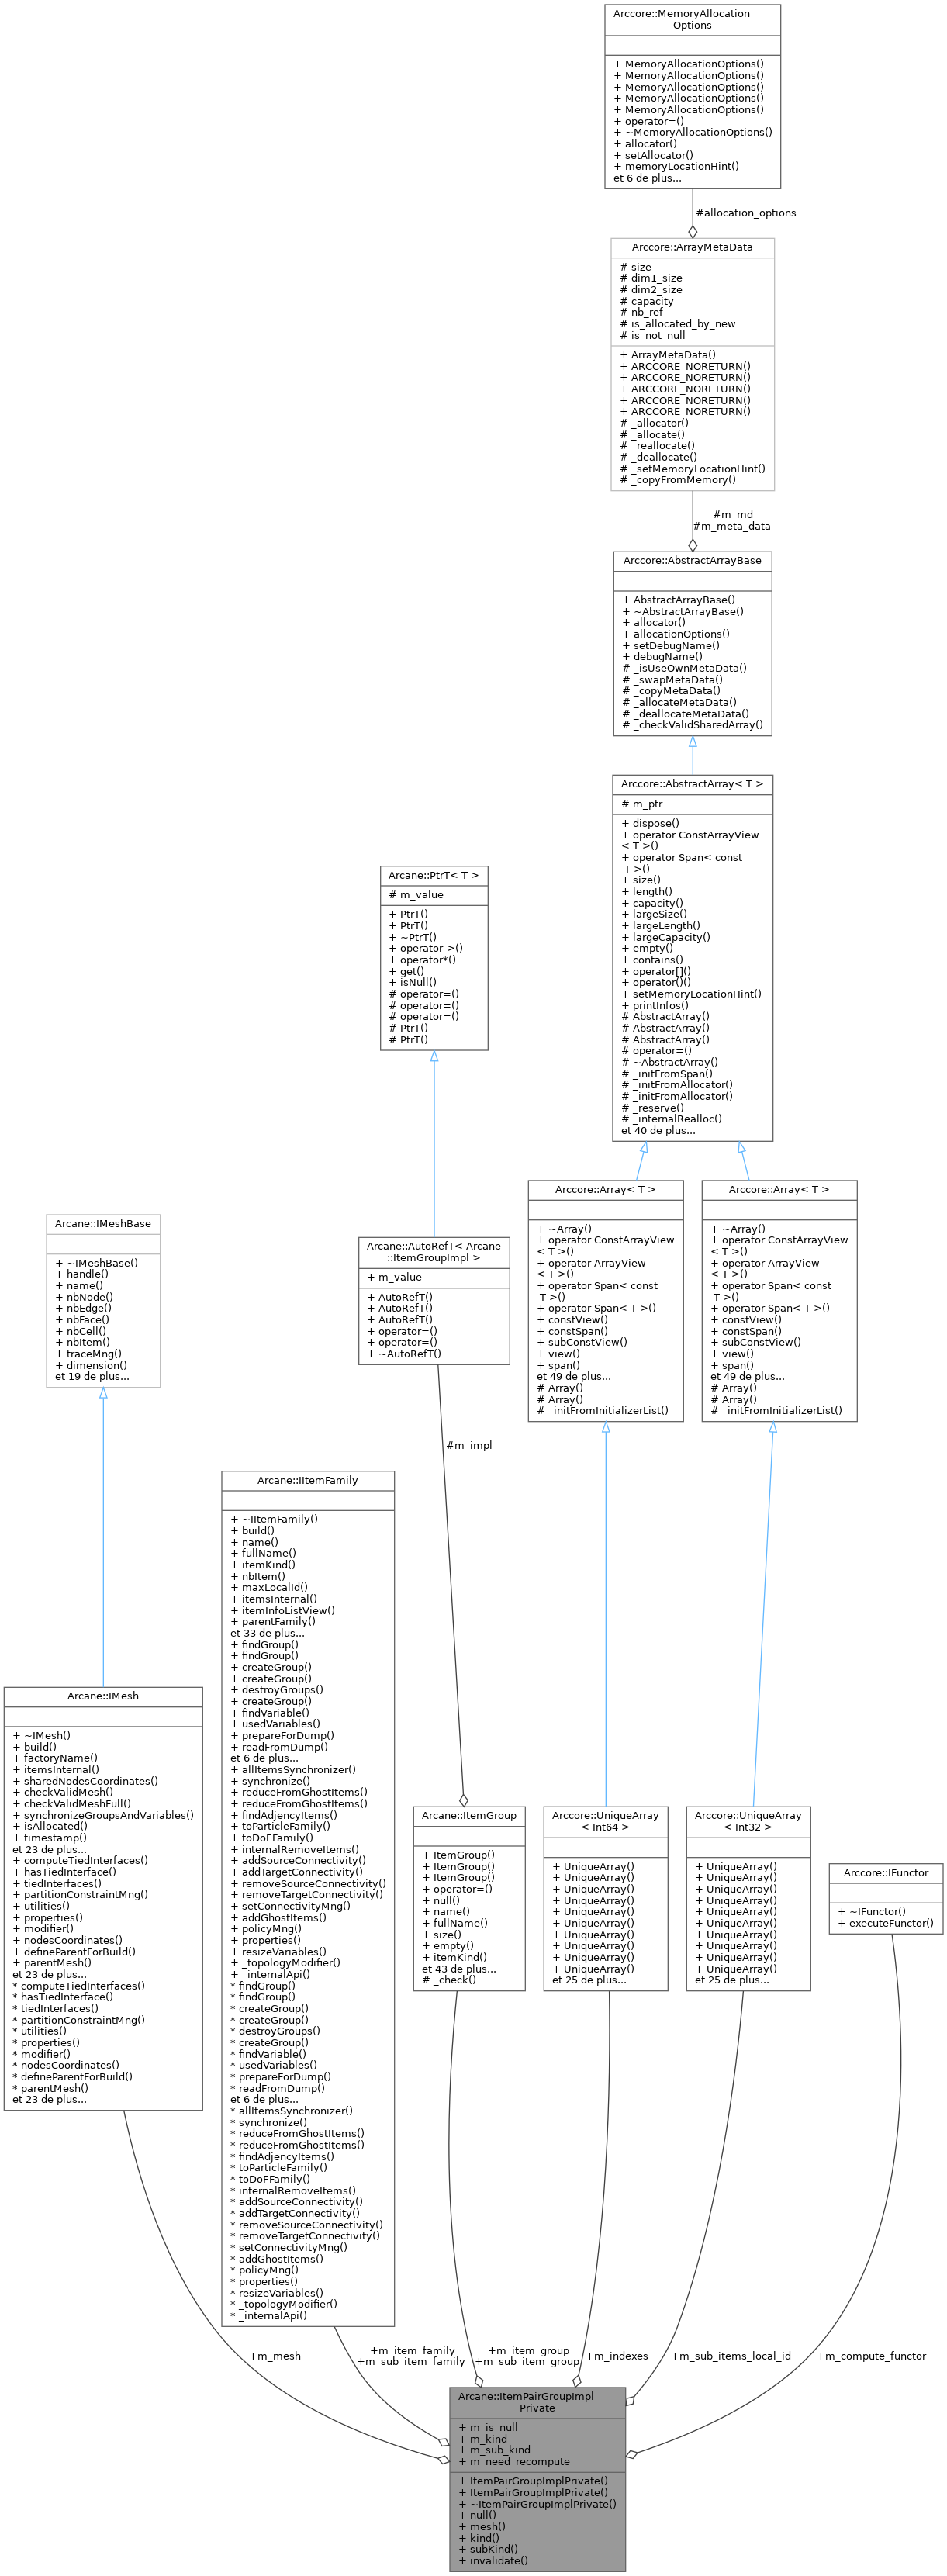 Arccore::MemoryAllocation
Options
+ MemoryAllocationOptions()
+ MemoryAllocationOptions()
+ MemoryAllocationOptions()
+ MemoryAllocationOptions()
+ MemoryAllocationOptions()
+ operator=()
+ ~MemoryAllocationOptions()
+ allocator()
+ setAllocator()
+ memoryLocationHint()
et 6 de plus...
#allocation_options
Arccore::ArrayMetaData
# size
# dim1_size
# dim2_size
# capacity
# nb_ref
# is_allocated_by_new
# is_not_null
+ ArrayMetaData()
+ ARCCORE_NORETURN()
+ ARCCORE_NORETURN()
+ ARCCORE_NORETURN()
+ ARCCORE_NORETURN()
+ ARCCORE_NORETURN()
# _allocator()
# _allocate()
# _reallocate()
# _deallocate()
# _setMemoryLocationHint()
# _copyFromMemory()
#m_md
#m_meta_data
Arccore::AbstractArrayBase
+ AbstractArrayBase()
+ ~AbstractArrayBase()
+ allocator()
+ allocationOptions()
+ setDebugName()
+ debugName()
# _isUseOwnMetaData()
# _swapMetaData()
# _copyMetaData()
# _allocateMetaData()
# _deallocateMetaData()
# _checkValidSharedArray()
Arccore::AbstractArray< T >
# m_ptr
+ dispose()
+ operator ConstArrayView
< T >()
+ operator Span< const
T >()
+ size()
+ length()
+ capacity()
+ largeSize()
+ largeLength()
+ largeCapacity()
+ empty()
+ contains()
+ operator[]()
+ operator()()
+ setMemoryLocationHint()
+ printInfos()
# AbstractArray()
# AbstractArray()
# AbstractArray()
# operator=()
# ~AbstractArray()
# _initFromSpan()
# _initFromAllocator()
# _initFromAllocator()
# _reserve()
# _internalRealloc()
et 40 de plus...
Arcane::PtrT< T >
# m_value
+ PtrT()
+ PtrT()
+ ~PtrT()
+ operator->()
+ operator*()
+ get()
+ isNull()
# operator=()
# operator=()
# operator=()
# PtrT()
# PtrT()
Arccore::Array< T >
+ ~Array()
+ operator ConstArrayView
< T >()
+ operator ArrayView
< T >()
+ operator Span< const
T >()
+ operator Span< T >()
+ constView()
+ constSpan()
+ subConstView()
+ view()
+ span()
et 49 de plus...
# Array()
# Array()
# _initFromInitializerList()
Arccore::Array< T >
+ ~Array()
+ operator ConstArrayView
< T >()
+ operator ArrayView
< T >()
+ operator Span< const
T >()
+ operator Span< T >()
+ constView()
+ constSpan()
+ subConstView()
+ view()
+ span()
et 49 de plus...
# Array()
# Array()
# _initFromInitializerList()
Arcane::IMeshBase
+ ~IMeshBase()
+ handle()
+ name()
+ nbNode()
+ nbEdge()
+ nbFace()
+ nbCell()
+ nbItem()
+ traceMng()
+ dimension()
et 19 de plus...
Arcane::AutoRefT< Arcane
::ItemGroupImpl >
+ m_value
+ AutoRefT()
+ AutoRefT()
+ AutoRefT()
+ operator=()
+ operator=()
+ ~AutoRefT()
#m_impl
Arcane::IItemFamily
+ ~IItemFamily()
+ build()
+ name()
+ fullName()
+ itemKind()
+ nbItem()
+ maxLocalId()
+ itemsInternal()
+ itemInfoListView()
+ parentFamily()
et 33 de plus...
+ findGroup()
+ findGroup()
+ createGroup()
+ createGroup()
+ destroyGroups()
+ createGroup()
+ findVariable()
+ usedVariables()
+ prepareForDump()
+ readFromDump()
et 6 de plus...
+ allItemsSynchronizer()
+ synchronize()
+ reduceFromGhostItems()
+ reduceFromGhostItems()
+ findAdjencyItems()
+ toParticleFamily()
+ toDoFFamily()
+ internalRemoveItems()
+ addSourceConnectivity()
+ addTargetConnectivity()
+ removeSourceConnectivity()
+ removeTargetConnectivity()
+ setConnectivityMng()
+ addGhostItems()
+ policyMng()
+ properties()
+ resizeVariables()
+ _topologyModifier()
+ _internalApi()
* findGroup()
* findGroup()
* createGroup()
* createGroup()
* destroyGroups()
* createGroup()
* findVariable()
* usedVariables()
* prepareForDump()
* readFromDump()
et 6 de plus...
* allItemsSynchronizer()
* synchronize()
* reduceFromGhostItems()
* reduceFromGhostItems()
* findAdjencyItems()
* toParticleFamily()
* toDoFFamily()
* internalRemoveItems()
* addSourceConnectivity()
* addTargetConnectivity()
* removeSourceConnectivity()
* removeTargetConnectivity()
* setConnectivityMng()
* addGhostItems()
* policyMng()
* properties()
* resizeVariables()
* _topologyModifier()
* _internalApi()
Arcane::IMesh
+ ~IMesh()
+ build()
+ factoryName()
+ itemsInternal()
+ sharedNodesCoordinates()
+ checkValidMesh()
+ checkValidMeshFull()
+ synchronizeGroupsAndVariables()
+ isAllocated()
+ timestamp()
et 23 de plus...
+ computeTiedInterfaces()
+ hasTiedInterface()
+ tiedInterfaces()
+ partitionConstraintMng()
+ utilities()
+ properties()
+ modifier()
+ nodesCoordinates()
+ defineParentForBuild()
+ parentMesh()
et 23 de plus...
* computeTiedInterfaces()
* hasTiedInterface()
* tiedInterfaces()
* partitionConstraintMng()
* utilities()
* properties()
* modifier()
* nodesCoordinates()
* defineParentForBuild()
* parentMesh()
et 23 de plus...
Arcane::ItemGroup
+ ItemGroup()
+ ItemGroup()
+ ItemGroup()
+ operator=()
+ null()
+ name()
+ fullName()
+ size()
+ empty()
+ itemKind()
et 43 de plus...
# _check()
Arccore::UniqueArray
< Int64 >
+ UniqueArray()
+ UniqueArray()
+ UniqueArray()
+ UniqueArray()
+ UniqueArray()
+ UniqueArray()
+ UniqueArray()
+ UniqueArray()
+ UniqueArray()
+ UniqueArray()
et 25 de plus...
Arccore::UniqueArray
< Int32 >
+ UniqueArray()
+ UniqueArray()
+ UniqueArray()
+ UniqueArray()
+ UniqueArray()
+ UniqueArray()
+ UniqueArray()
+ UniqueArray()
+ UniqueArray()
+ UniqueArray()
et 25 de plus...
Arccore::IFunctor
+ ~IFunctor()
+ executeFunctor()
+m_mesh
+m_item_family
+m_sub_item_family
+m_item_group
+m_sub_item_group
+m_indexes
+m_sub_items_local_id
+m_compute_functor
Arcane::ItemPairGroupImpl
Private
+ m_is_null
+ m_kind
+ m_sub_kind
+ m_need_recompute
+ ItemPairGroupImplPrivate()
+ ItemPairGroupImplPrivate()
+ ~ItemPairGroupImplPrivate()
+ null()
+ mesh()
+ kind()
+ subKind()
+ invalidate()